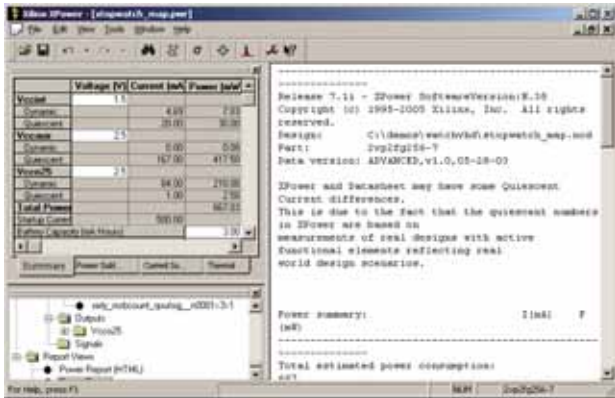 Xilinx XPower - [stopwatch_map.pwr]
File Edit View Tools Window Help
Voltage (V) Current (mA) Power (mW)
Vccint 1.5
Dynamic
Quiescent 20.00 30.00
Vccaux 2.5
Dynamic 0.00 0.00
Quiescent 167.00 417.50
Vcco25 2.5
Dynamic 84.00 210.00
Quiescent 1.00 2.50
Total Power
Startup Current 500.00
Battery Capacity (mA Hours) 0.00
Summary Thermal
Outputs
Vcco25
Signals
Report Views
Power Report (HTML)
For Help, press F1
--------------
Release 7.1i - XPower SoftwareVersion:H.38
Copyright (c) 1995-2005 Xilinx, Inc. All rights
reserved.
Design: C:\demos\watchvhd\stopwatch_map.ncd
Part: 2vp2fg256-7
Data version: ADVANCED,v1.0,05-28-03
XPower and Datasheet may have some Quiescent
Current differences.
This is due to the fact that the quiescent numbers
in XPower are based on
measurements of real designs with active
functional elements reflecting real
world design scenarios.
Power summary: I(mA) P
(mW)
--------------
Total estimated power consumption:
NUM 2vp2fg256-7